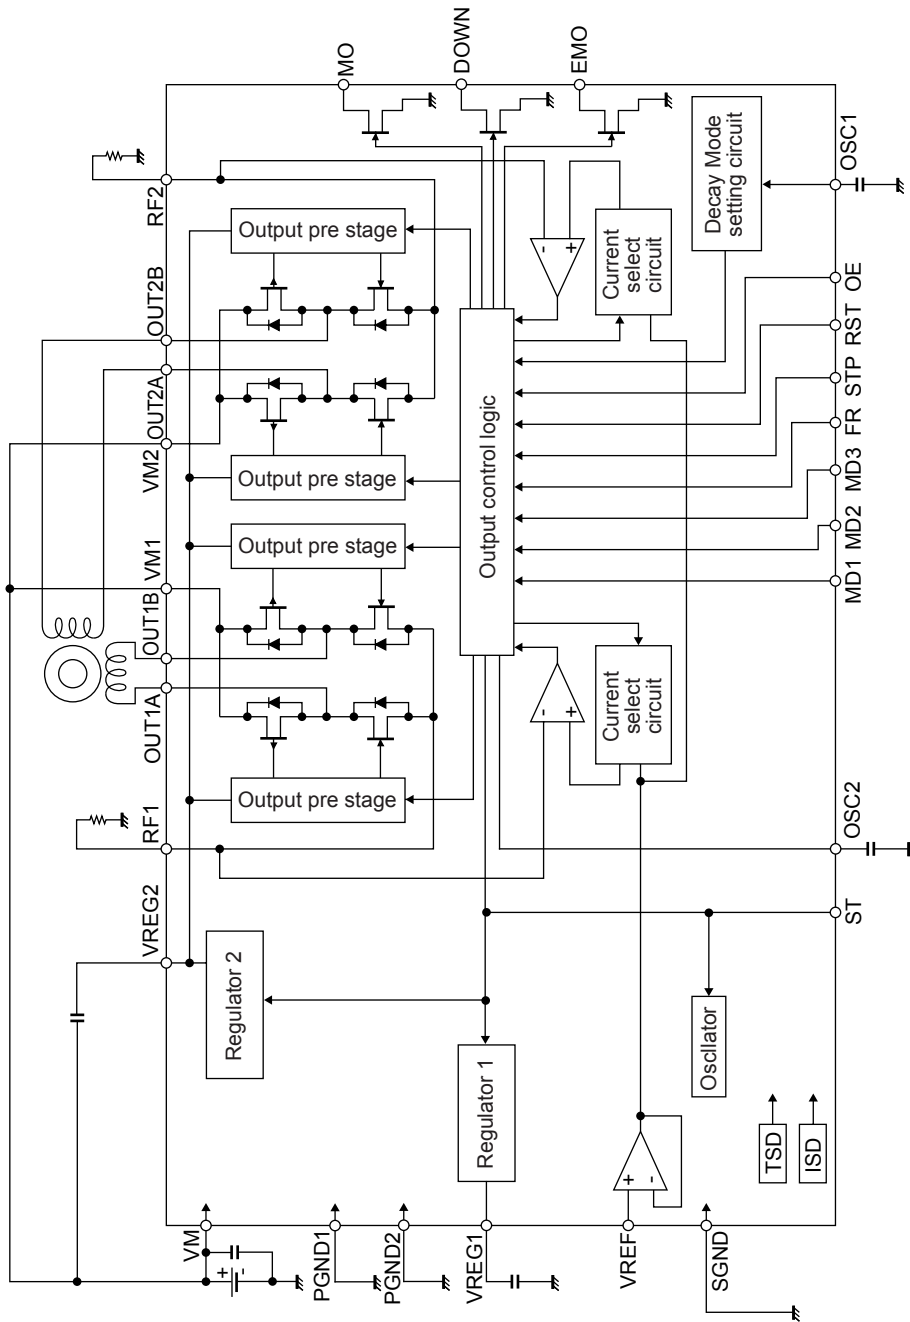 MO
DOWN
EMO
RF2
OUT2B
OUT2A
VM2
VM1
OUT1B
OUT1A
RF1
VREG2
Output pre stage
Output pre stage
Output pre stage
Output pre stage
Output control logic
-
+
Current
select
circuit
Decay Mode
setting circuit
-
+
Current
select
circuit
OSC1
OE
RST
STP
FR
MD3
MD2
MD1
OSC2
ST
Regulator 2
Regulator 1
Oscllator
TSD
ISD
+
-
+
-
VM
PGND1
PGND2
VREG1
VREF
SGND